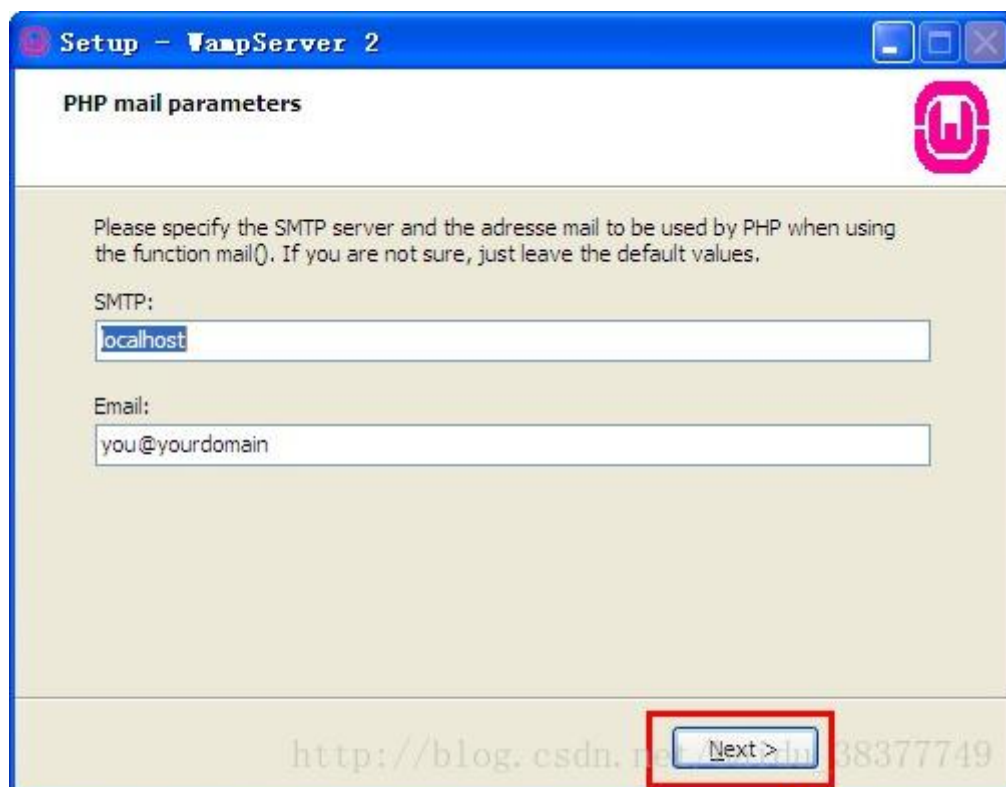 Setup - WampServer 2
PHP mail parameters
Please specify the SMTP server and the adresse mail to be used by PHP when using
the function mail(). If you are not sure, just leave the default values.
SMTP:
localhost
Email:
you@yourdomain
Next >
http://blog.csdn.net/ 38377749